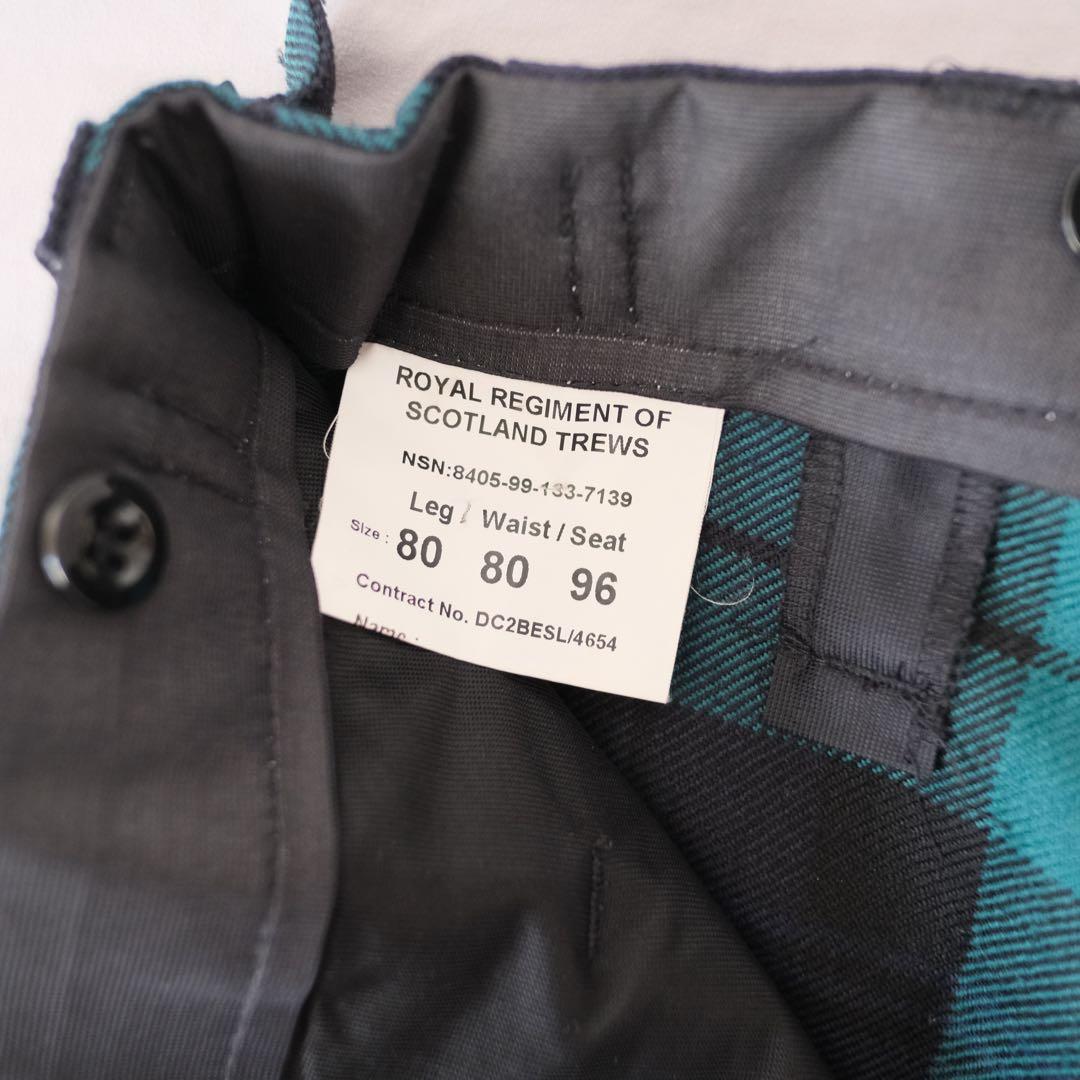 ROYAL REGIMENT OF
SCOTLAND TREWS
NSN:8405-99-133-7139
Leg / Waist / Seat
Size : 80 80 96
Contract No. DC2BESL/4654
Name :